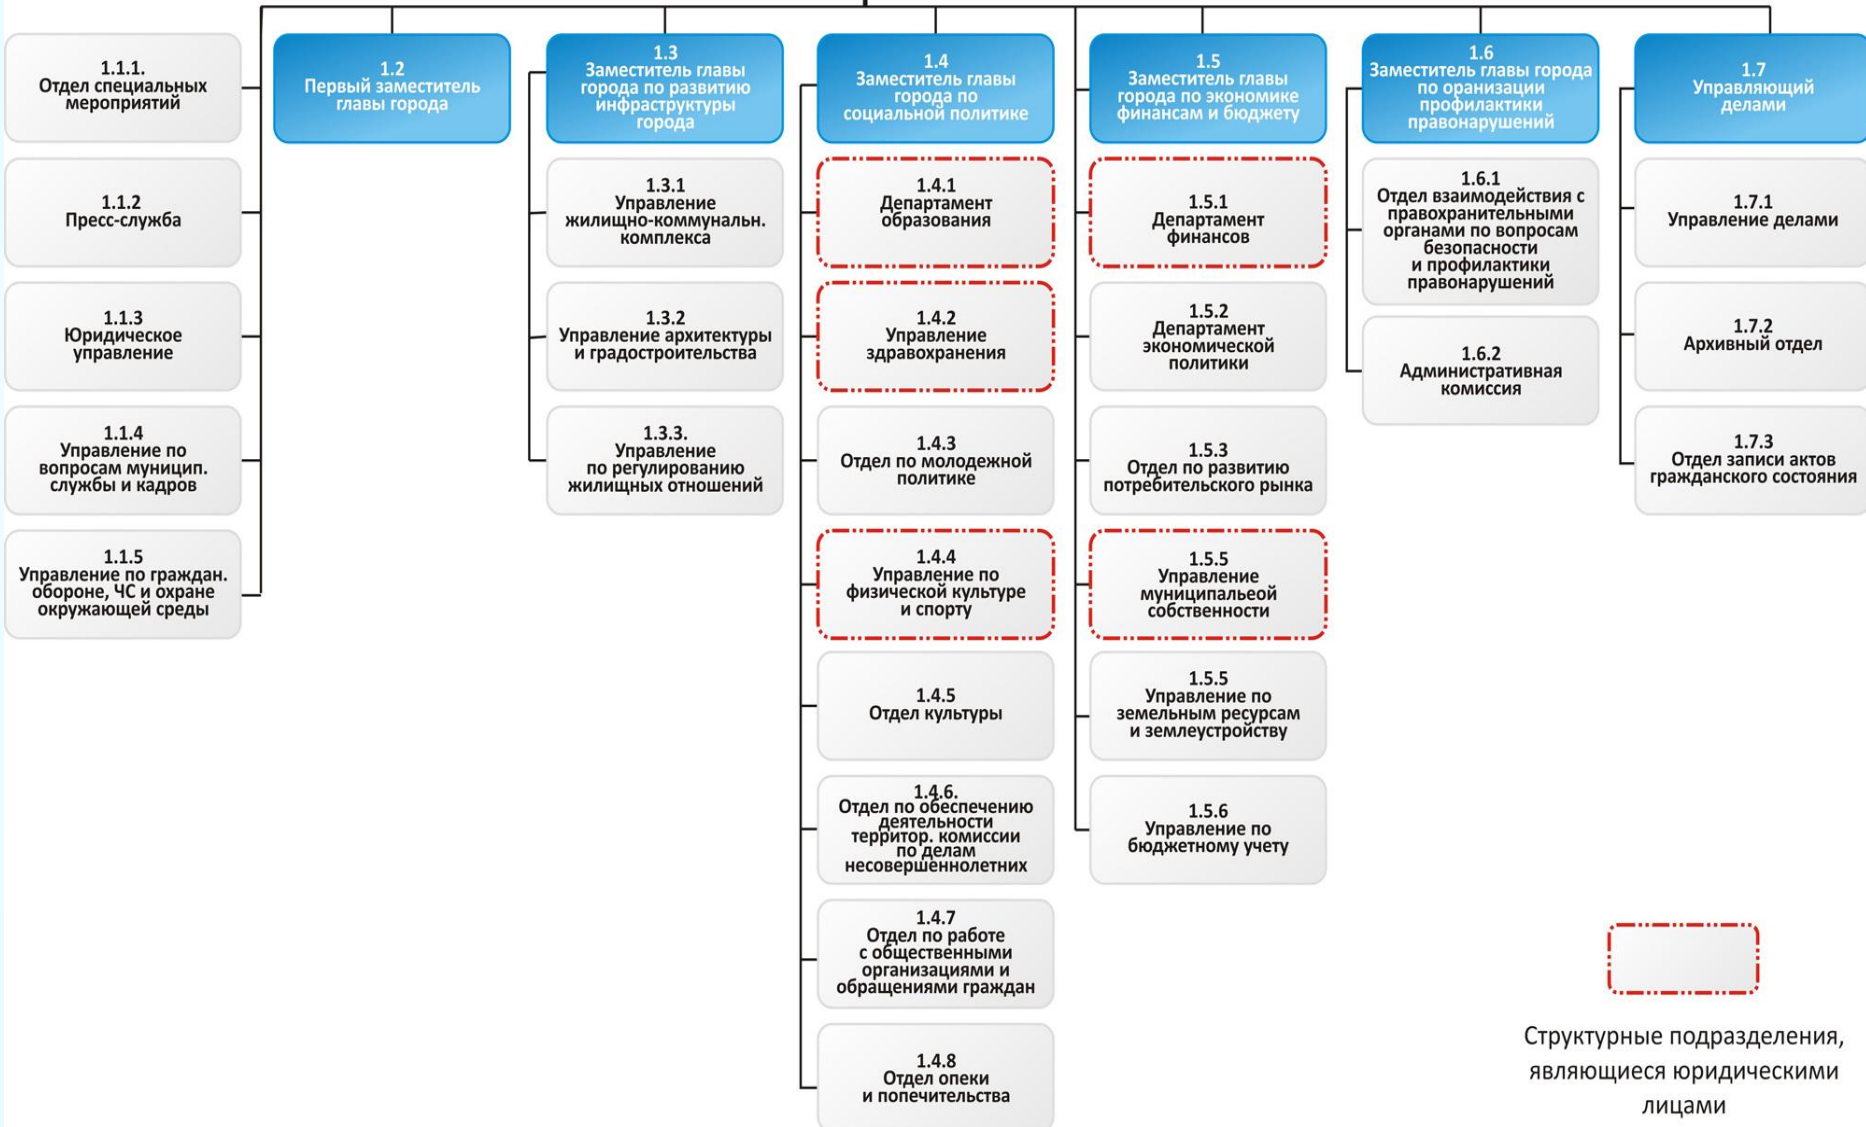 1.1.1.
Отдел специальных
мероприятий
1.1.2
Пресс-служба
1.1.3
Юридическое
управление
1.1.4
Управление по
вопросам муницип.
службы и кадров
1.1.5
Управление по граждан.
обороне, ЧС и охране
окружающей среды
1.2
Первый заместитель
главы города
1.3
Заместитель главы
города по развитию
инфраструктуры
города
1.3.1
Управление
жилищно-коммунальн.
комплекса
1.3.2
Управление архитектуры
и градостроительства
1.3.3.
Управление
по регулированию
жилищных отношений
1.4
Заместитель главы
города по
социальной политике
1.4.1
Департамент
образования
1.4.2
Управление
здравохранения
1.4.3
Отдел по молодежной
политике
1.4.4
Управление по
физической культуре
и спорту
1.4.5
Отдел культуры
1.4.6.
Отдел по обеспечению
деятельности
территор. комиссии
по делам
несовершеннолетних
1.4.7
Отдел по работе
с общественными
организациями и
обращениями граждан
1.4.8
Отдел опеки
и попечительства
1.5
Заместитель главы
города по экономике
финансам и бюджету
1.5.1
Департамент
финансов
1.5.2
Департамент
экономической
политики
1.5.3
Отдел по развитию
потребительского рынка
1.5.5
Управление
муниципальеой
собственности
1.5.5
Управление по
земельным ресурсам
и землеустройству
1.5.6
Управление по
бюджетному учету
1.6
Заместитель главы города
по оранизации
профилактики
правонарушений
1.6.1
Отдел взаимодействия с
правохранительными
органами по вопросам
безопасности
и профилактики
правонарушений
1.6.2
Административная
комиссия
1.7
Управляющий
делами
1.7.1
Управление делами
1.7.2
Архивный отдел
1.7.3
Отдел записи актов
гражданского состояния
Структурные подразделения,
являющиеся юридическими
лицами